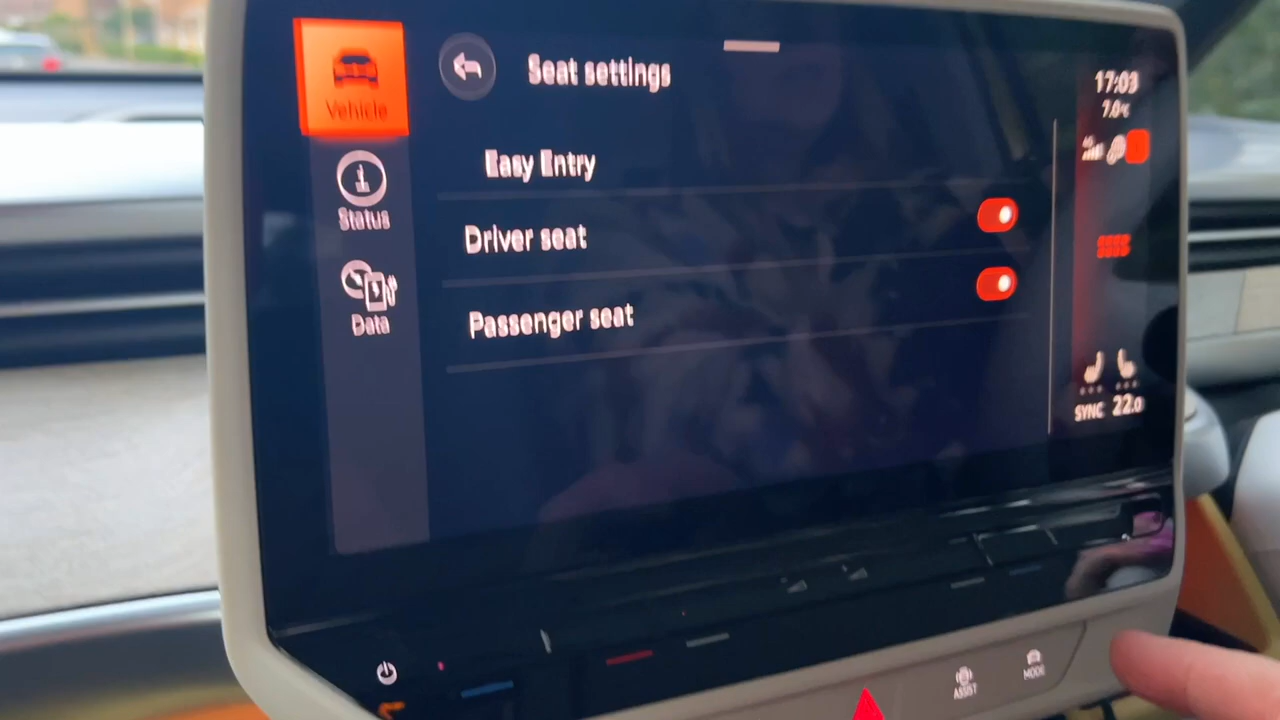 Vehicle
Seat settings
17:03
7.0°C
4G
Easy Entry
Status
Driver seat
Data
Passenger seat
SYNC 22.0
ASSIST
MODE